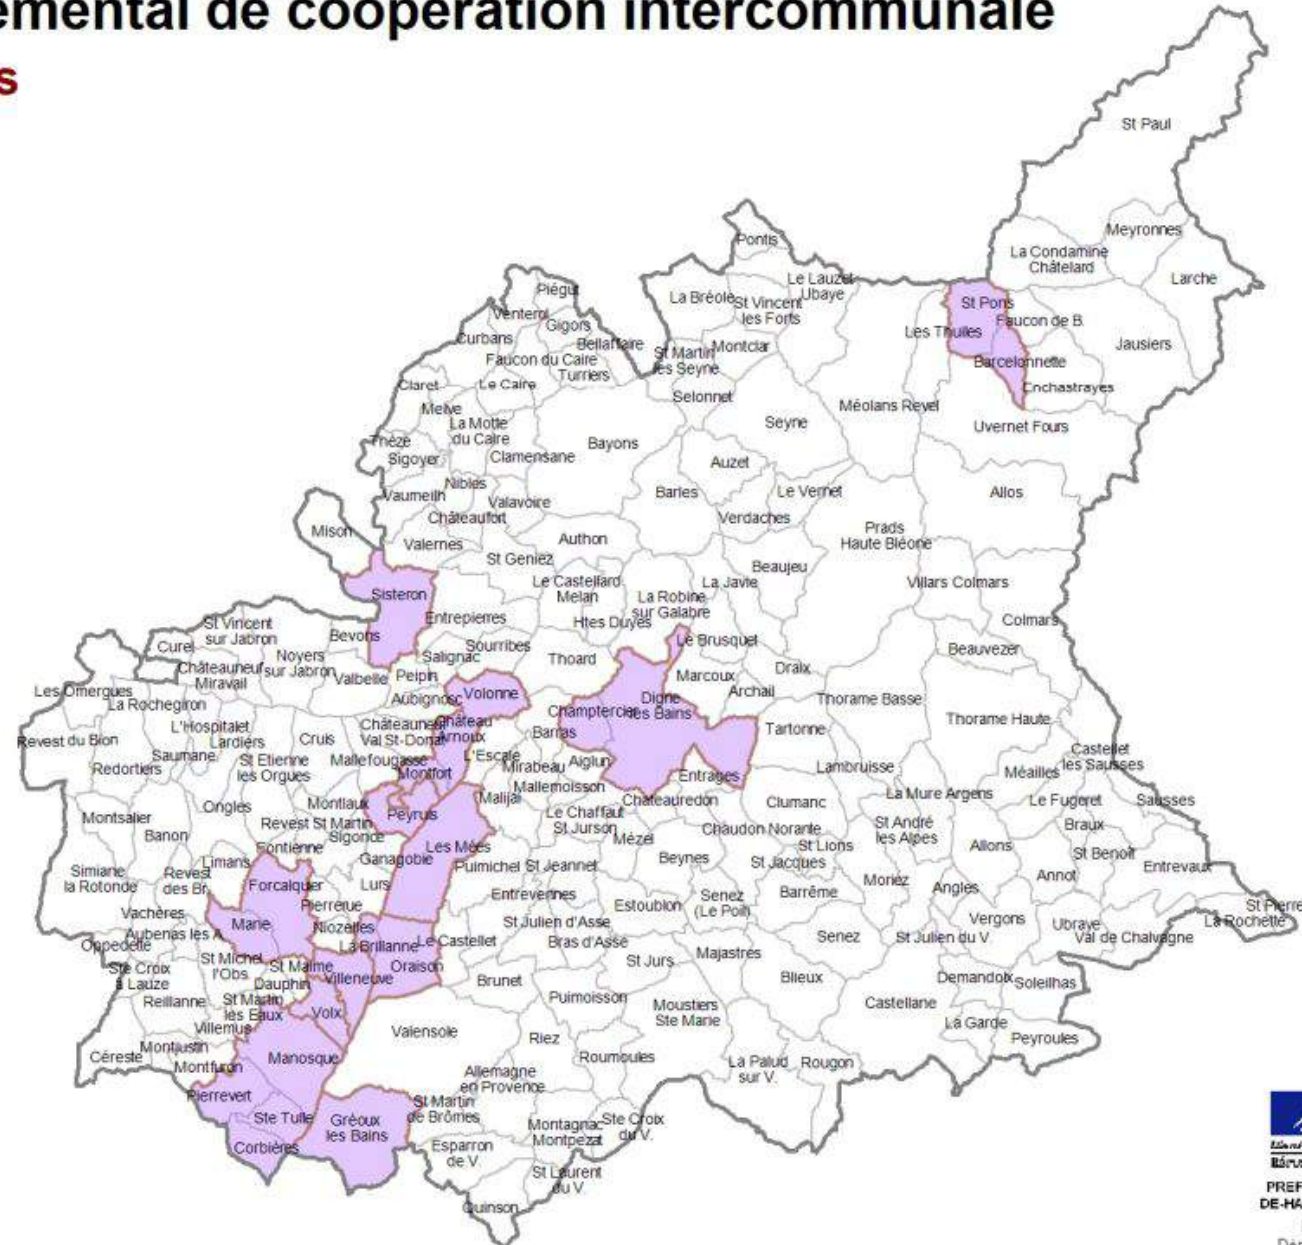 emental de coopération intercommunale
s
St Paul
Meyronnes
La Condamine
Châtelard
Larche
Pontis
Le Lauzet
Ubaye
La Bréole
St Vincent
les Forts
St Pons
Faucon de B.
Les Thuiles
Jausiers
Barcelonnette
Enchastrayes
Piégut
Venterol
Gigors
Curbans
Bellaffaire
Faucon du Caire
Turriers
St Martin
les Seyne
Montclar
Claret
Le Caire
Selonnet
Méolans Revel
Uvernet Fours
Melve
La Motte
du Caire
Seyne
Thèze
Sigoyer
Clamensane
Bayons
Auzet
Nibles
Vaumeilh
Valavoire
Barles
Le Vernet
Allos
Châteaufort
Verdaches
Mison
Valernes
Authon
Prads
Haute Bléone
St Geniez
Beaujeu
Sisteron
Le Castellard
Melan
La Javie
Villars Colmars
La Robine
sur Galabre
Entrepierres
Htes Duyes
Colmars
St Vincent
sur Jabron
Bevons
Le Brusquet
Curel
Noyers
sur Jabron
Sourribes
Beauvezer
Châteauneuf
Miravail
Salignac
Thoard
Draix
Valbelle
Peipin
Marcoux
Les Omergues
Aubignosc
Volonne
Digne
les Bains
Archail
Thorame Basse
La Rochegiron
Champtercier
L'Hospitalet
Châteauneuf
Val St-Donat
Château
Arnoux
Barras
Tartonne
Thorame Haute
Revest du Bion
Lardiers
Cruis
Saumane
St Etienne
les Orgues
Mallefougasse
L'Escale
Mirabeau
Aiglun
Castellet
les Sausses
Redortiers
Montfort
Entrages
Lambruisse
Méailles
Mallemoisson
Malijai
Chateauredon
Clumanc
La Mure Argens
Le Fugeret
Sausses
Ongles
Montlaux
Peyruis
Le Chaffaut
St Jurson
Montsalier
Revest St Martin
Chaudon Norante
St André
les Alpes
Braux
Banon
Sigonce
Mézel
St Lions
Fontienne
Les Mées
Allons
St Benoît
Ganagobie
Beynes
St Jacques
Limans
Puimichel
St Jeannet
Entrevaux
Simiane
la Rotonde
Revest
des Br.
Forcalquier
Lurs
Entrevennes
Senez
(Le Poil)
Barrême
Moriez
Angles
Annot
Pierrerue
Estoublon
St Pierre
Vachères
Mane
Niozelles
St Julien d'Asse
Vergons
Ubraye
La Rochette
Aubenas les A.
Oppedette
La Brillanne
Le Castellet
Bras d'Asse
Senez
St Julien du V.
Val de Chalvagne
St Michel
l'Obs
St Maime
Majastres
Ste Croix
à Lauze
Villeneuve
Oraison
St Jurs
Dauphin
Brunet
Blieux
Demandolx
Soleilhas
Reillanne
St Martin
les Eaux
Volx
Puimoisson
Moustiers
Ste Marie
Castellane
Villemus
Valensole
La Garde
Montjustin
Riez
Peyroules
Céreste
Manosque
Roumoules
Montfuron
La Palud
sur V.
Rougon
Allemagne
en Provence
Pierrevert
St Martin
de Brômes
Ste Tulle
Gréoux
les Bains
Montagnac
Montpezat
Ste Croix
du V.
Corbières
Esparron
de V.
St Laurent
du V
Quinson
PREF
DE-HA